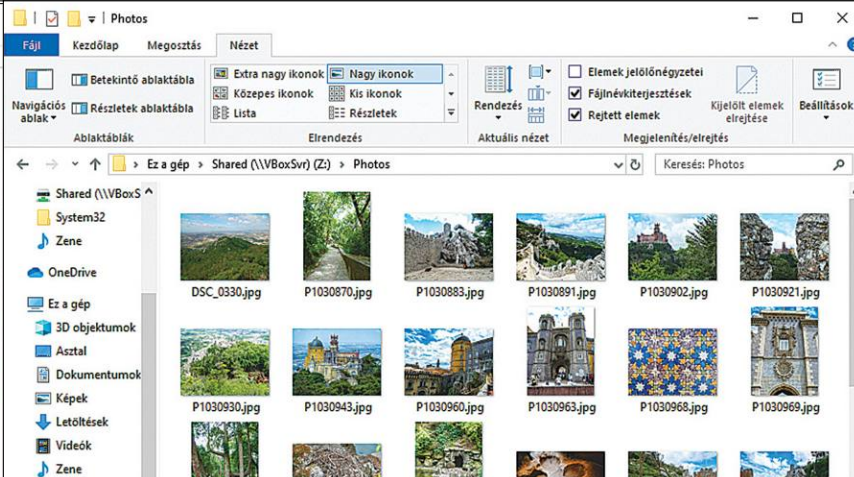 Photos
Fájl Kezdőlap Megosztás Nézet
Navigációs ablak
Betekintő ablaktábla
Részletek ablaktábla
Ablaktáblák
Extra nagy ikonok Nagy ikonok
Közepes ikonok Kis ikonok
Lista Részletek
Elrendezés
Rendezés
Aktuális nézet
Elemek jelölőnégyzetei
Fájlnévkiterjesztések
Rejtett elemek
Kijelölt elemek elrejtése
Megjelenítés/elrejtés
Beállítások
Ez a gép > Shared (\\VBoxSvr) (Z:) > Photos
Keresés: Photos
Shared (\\VBoxS
System32
Zene
OneDrive
Ez a gép
3D objektumok
Asztal
Dokumentumok
Képek
Letöltések
Videók
Zene
DSC_0330.jpg P1030870.jpg P1030883.jpg P1030891.jpg P1030902.jpg P1030921.jpg
P1030930.jpg P1030943.jpg P1030960.jpg P1030963.jpg P1030968.jpg P1030969.jpg